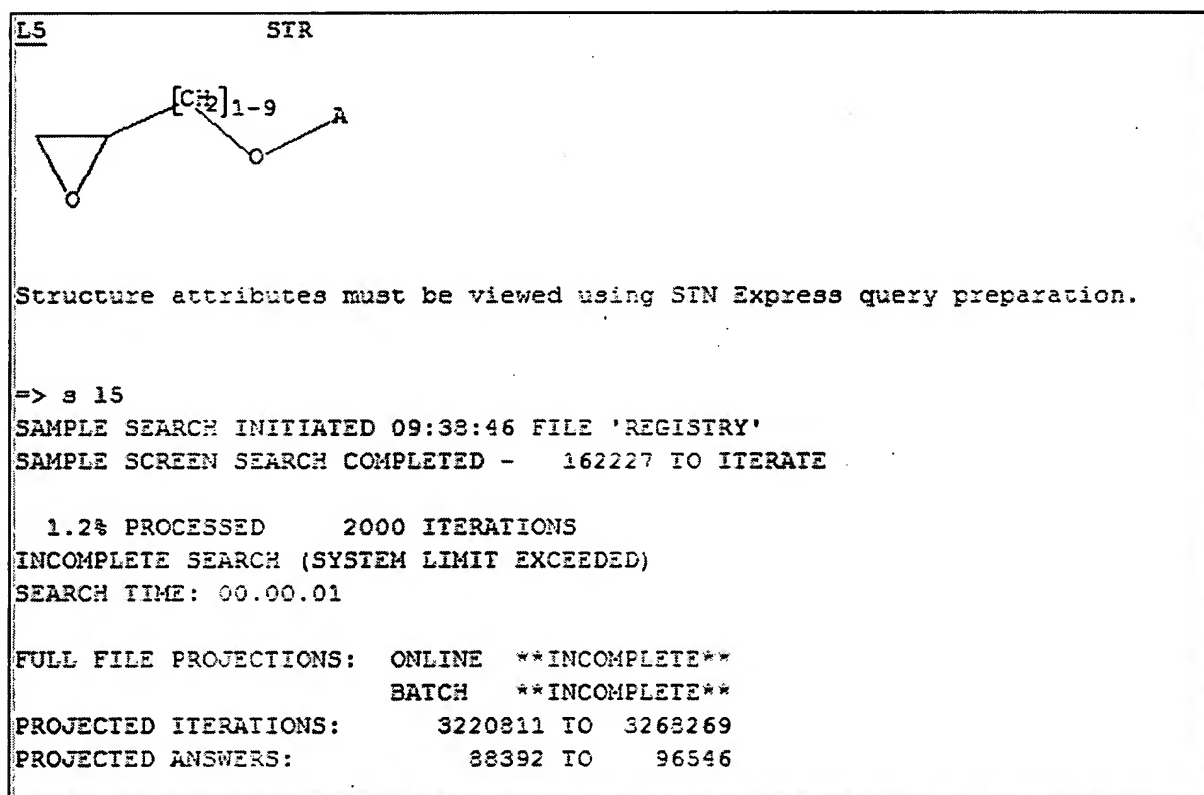 L5 STR
[CH2]1-9
A
O
O
Structure attributes must be viewed using STN Express query preparation.
=> s l5
SAMPLE SEARCH INITIATED 09:38:46 FILE 'REGISTRY'
SAMPLE SCREEN SEARCH COMPLETED - 162227 TO ITERATE
1.2% PROCESSED 2000 ITERATIONS
INCOMPLETE SEARCH (SYSTEM LIMIT EXCEEDED)
SEARCH TIME: 00.00.01
FULL FILE PROJECTIONS: ONLINE **INCOMPLETE**
BATCH **INCOMPLETE**
PROJECTED ITERATIONS: 3220811 TO 3268269
PROJECTED ANSWERS: 88392 TO 96546